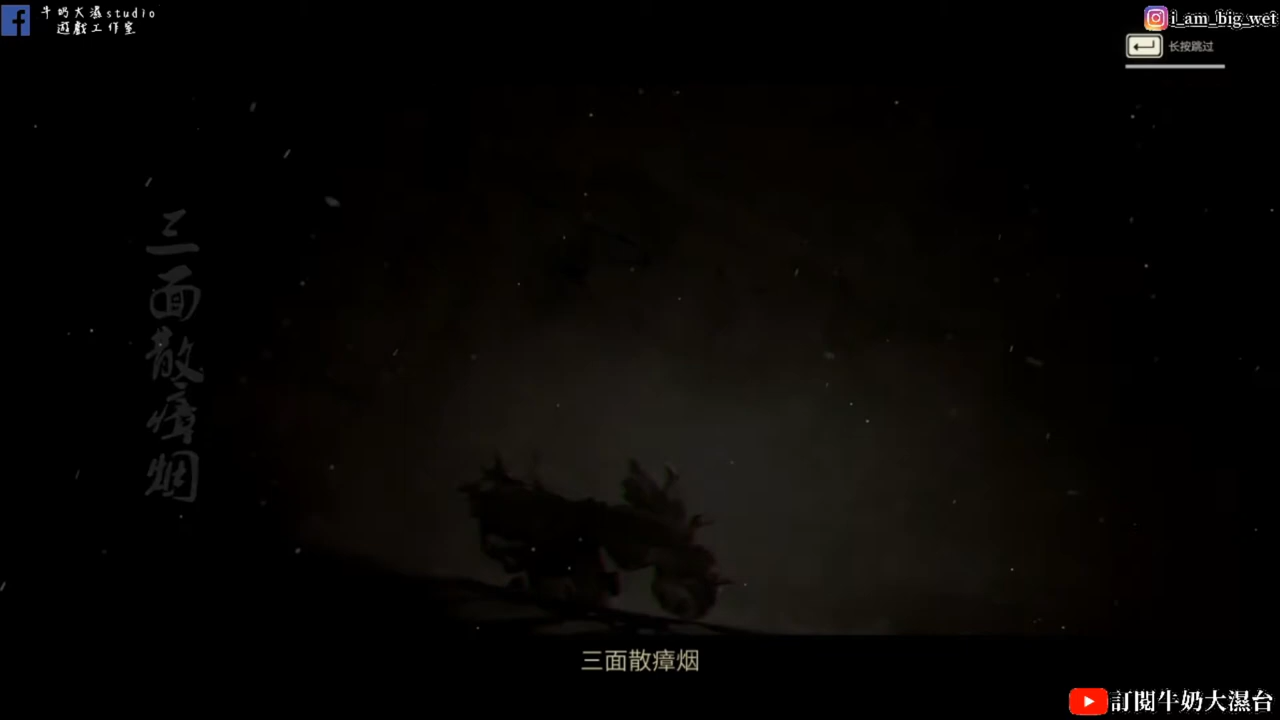 牛奶大濕studio
遊戲工作室
i_am_big_wet
长按跳过
三面散瘴烟
三面散瘴烟
訂閱牛奶大濕台